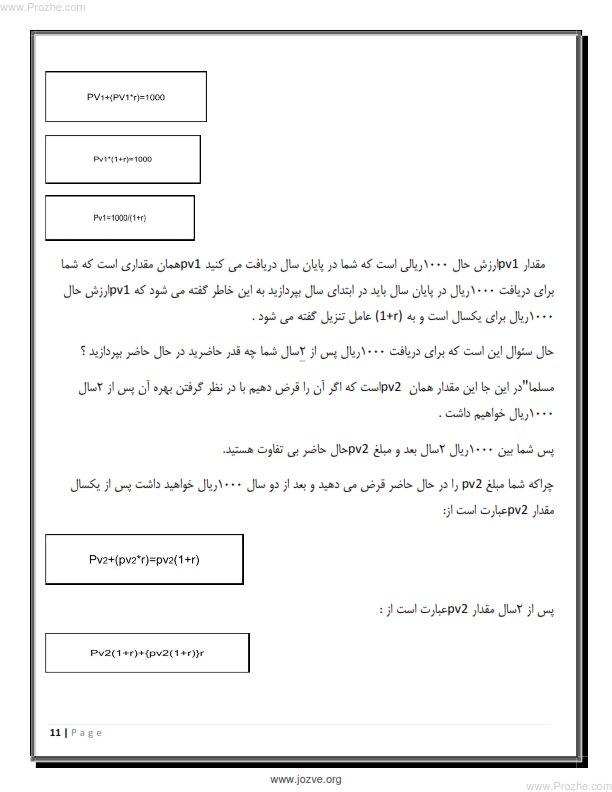 www.Prozhe.com
PV1+(PV1*r)=1000
Pv1*(1+r)=1000
Pv1=1000/(1+r)
مقدار pv1ارزش حال ۱۰۰۰ریالی است که شما در پایان سال دریافت می کنید pv1همان مقداری است که شما
برای دریافت ۱۰۰۰ریال در پایان سال باید در ابتدای سال بپردازید به این خاطر گفته می شود که pv1ارزش حال
۱۰۰۰ریال برای یکسال است و به (1+r) عامل تنزیل گفته می شود .
حال سئوال این است که برای دریافت ۱۰۰۰ریال پس از ۲سال شما چه قدر حاضرید در حال حاضر بپردازید ؟
مسلما"در این جا این مقدار همان pv2است که اگر آن را قرض دهیم با در نظر گرفتن بهره آن پس از ۲سال
۱۰۰۰ریال خواهیم داشت .
پس شما بین ۱۰۰۰ریال ۲سال بعد و مبلغ pv2حال حاضر بی تفاوت هستید.
چراکه شما مبلغ pv2 را در حال حاضر قرض می دهید و بعد از دو سال ۱۰۰۰ریال خواهید داشت پس از یکسال
مقدار pv2عبارت است از:
Pv2+(pv2*r)=pv2(1+r)
پس از ۲سال مقدار pv2عبارت است از :
Pv2(1+r)+{pv2(1+r)}r
11 | Page
www.jozve.org
www.Prozhe.com